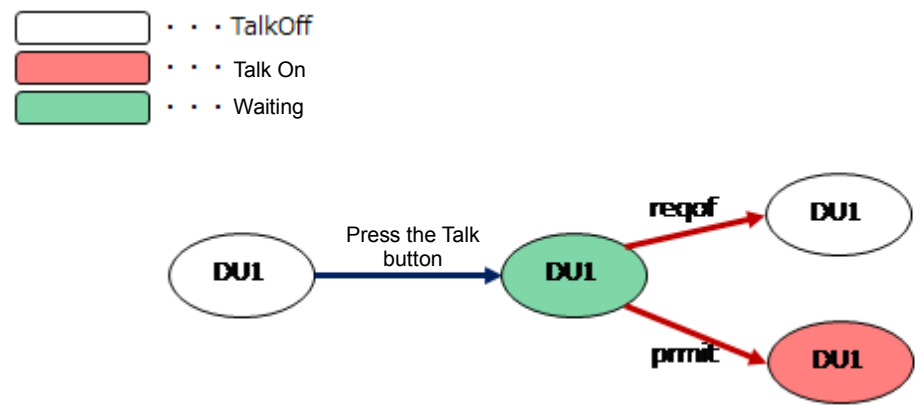 ・・・TalkOff
・・・Talk On
・・・Waiting
reqof
DU1
Press the Talk
button
DU1
DU1
prmit
DU1